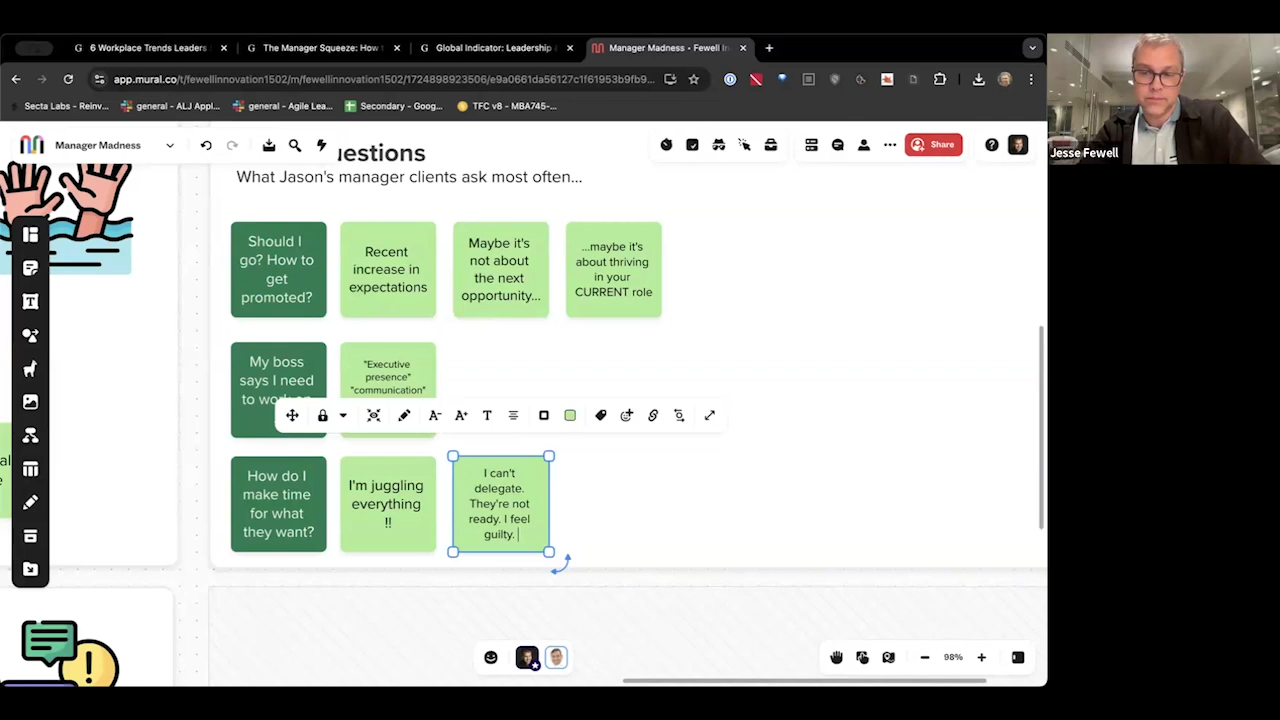 6 Workplace Trends Leaders
The Manager Squeeze: How
Global Indicator: Leadership
Manager Madness • Fewell In
app.mural.co/t/fewellinnovation1502/m/fewellinnovation1502/1724898923506/e9a0661da56127c1f61953b9fb9...
Secta Labs - Reinv...
general - ALJ Appl...
general - Agile Lea...
Secondary - Goog...
TFC v8 - MBA745-...
Jesse Fewell
Manager Madness
Share
uestions
What Jason's manager clients ask most often...
Should I
go? How to
get
promoted?
Recent
increase in
expectations
Maybe it's
not about
the next
opportunity...
...maybe it's
about thriving
in your
CURRENT role
My boss
says I need
to work on
"Executive
presence"
"communication"
How do I
make time
for what
they want?
I'm juggling
everything
!!
I can't
delegate.
They're not
ready. I feel
guilty.
98%